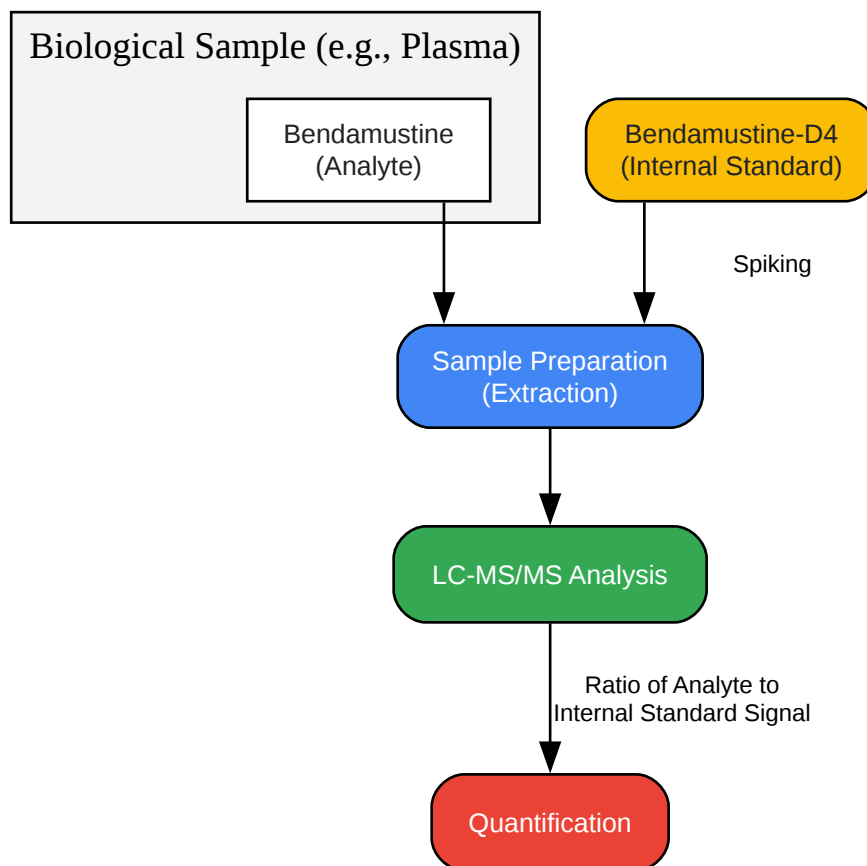 Biological Sample (e.g., Plasma)
Bendamustine
(Analyte)
Bendamustine-D4
(Internal Standard)
Spiking
Sample Preparation
(Extraction)
LC-MS/MS Analysis
Ratio of Analyte to
Internal Standard Signal
Quantification